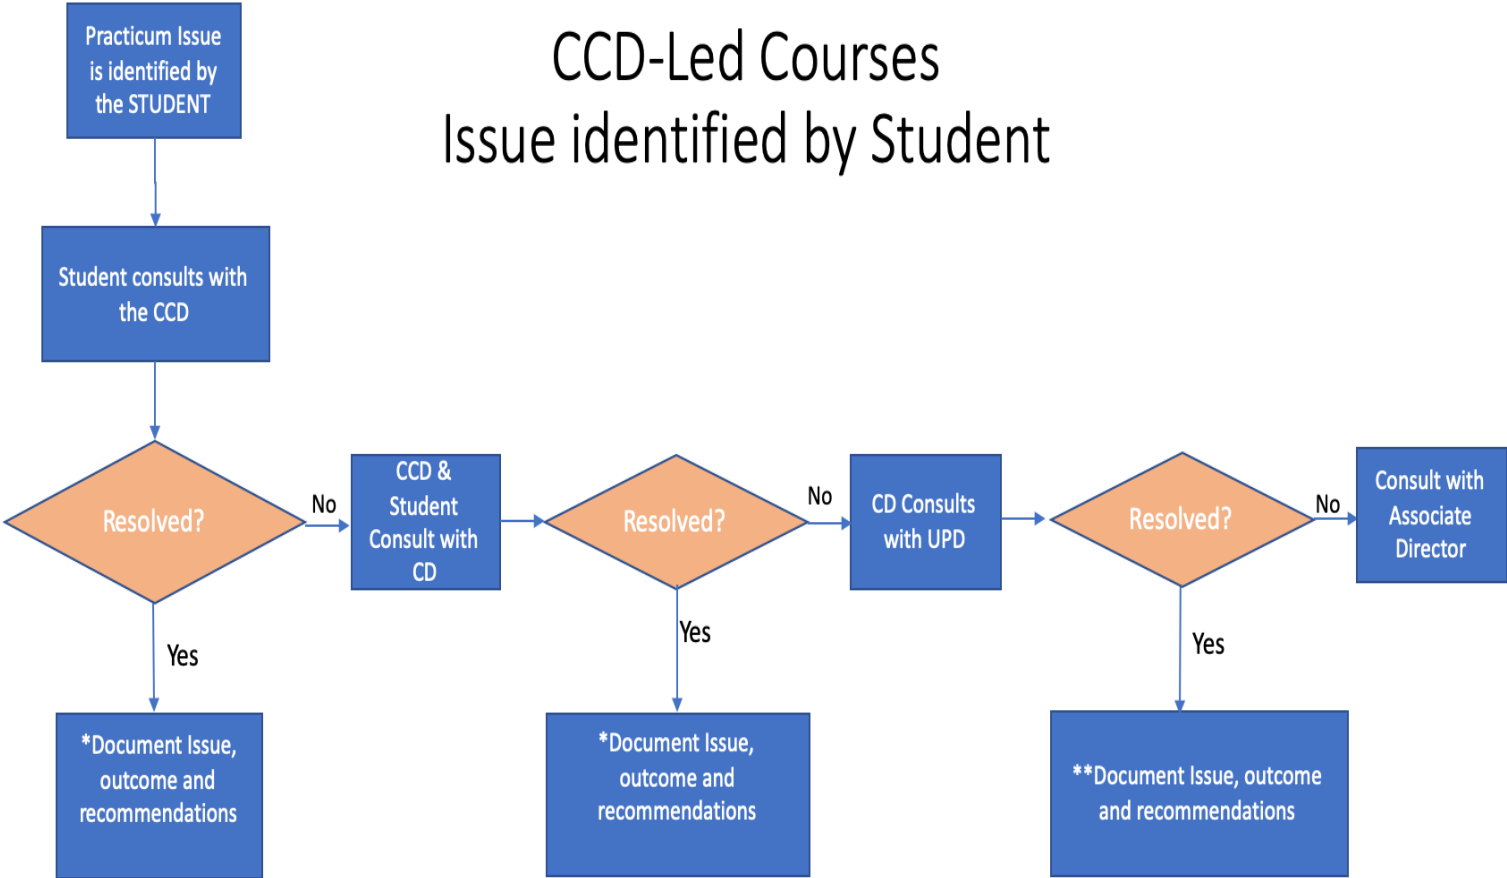 CCD-Led Courses
Issue identified by Student
Practicum Issue
is identified by
the STUDENT
Student consults with
the CCD
Resolved?
No
CCD &
Student
Consult with
CD
Resolved?
No
CD Consults
with UPD
Resolved?
No
Consult with
Associate
Director
Yes
Yes
Yes
*Document Issue,
outcome and
recommendations
*Document Issue,
outcome and
recommendations
**Document Issue, outcome
and recommendations